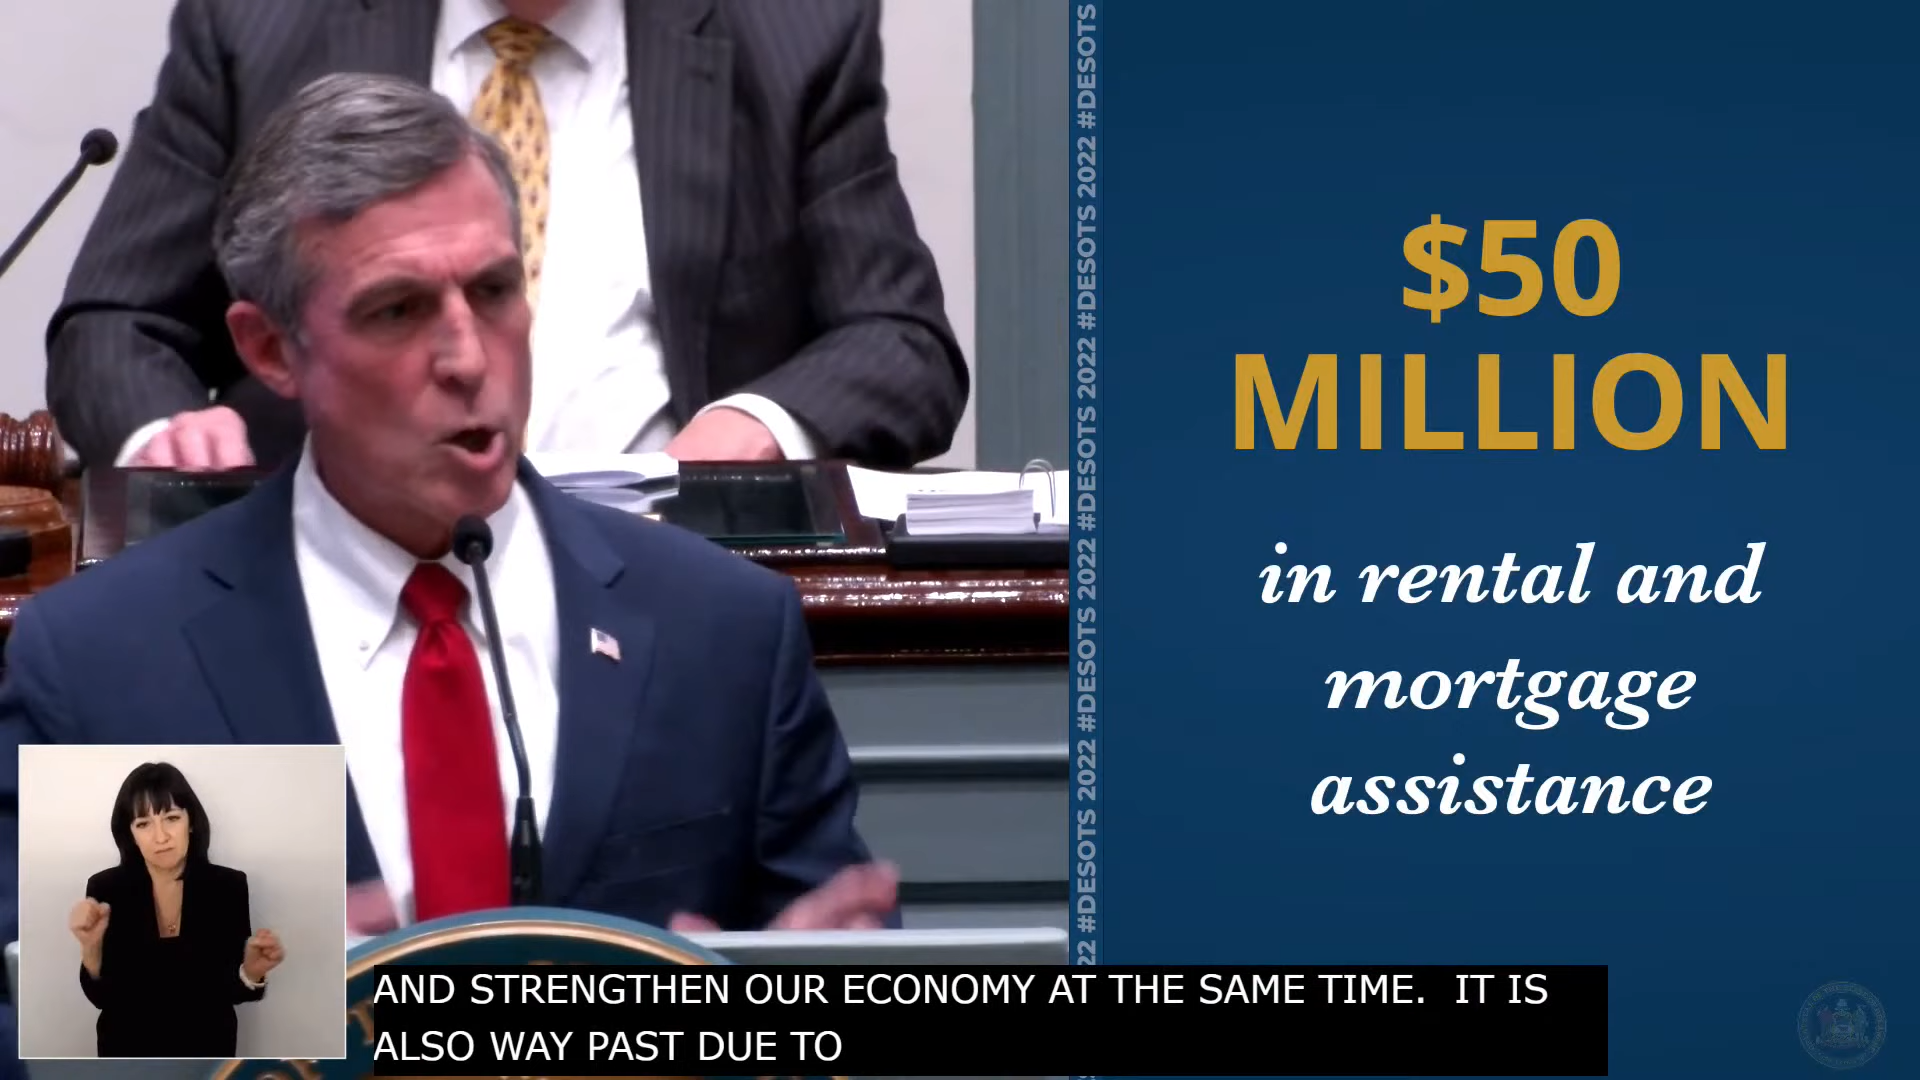 $50
MILLION
in rental and
mortgage
assistance
#DESOTS 2022 #DESOTS 2022 #DESOTS 2022 #DESOTS 2022 #DESOTS
AND STRENGTHEN OUR ECONOMY AT THE SAME TIME. IT IS
ALSO WAY PAST DUE TO